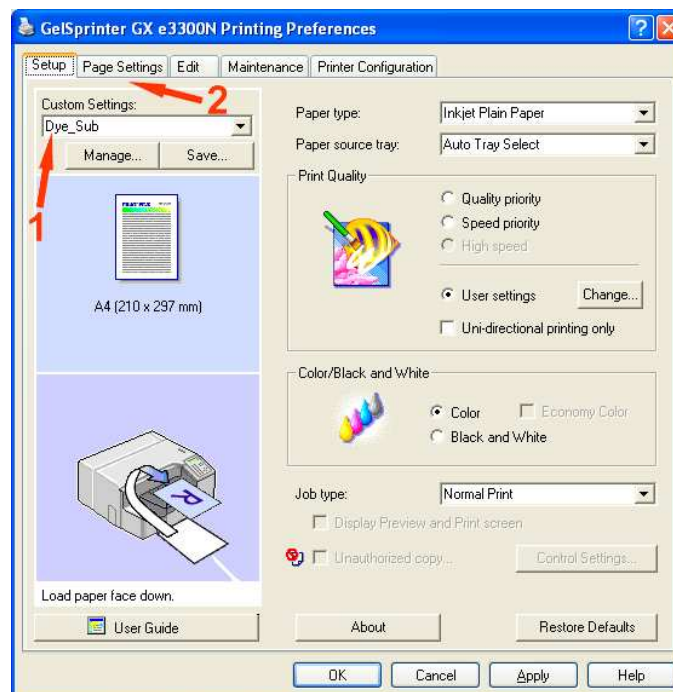 GelSprinter GX e3300N Printing Preferences
Setup Page Settings Edit Maintenance Printer Configuration
2
Custom Settings:
Dye_Sub
Manage... Save...
1
A4 (210 x 297 mm)
R
Load paper face down.
User Guide
Paper type: Inkjet Plain Paper
Paper source tray: Auto Tray Select
Print Quality
Quality priority
Speed priority
High speed
User settings Change...
Uni-directional printing only
Color/Black and White
Color Economy Color
Black and White
Job type: Normal Print
Display Preview and Print screen
Unauthorized copy... Control Settings...
About Restore Defaults
OK Cancel Apply Help